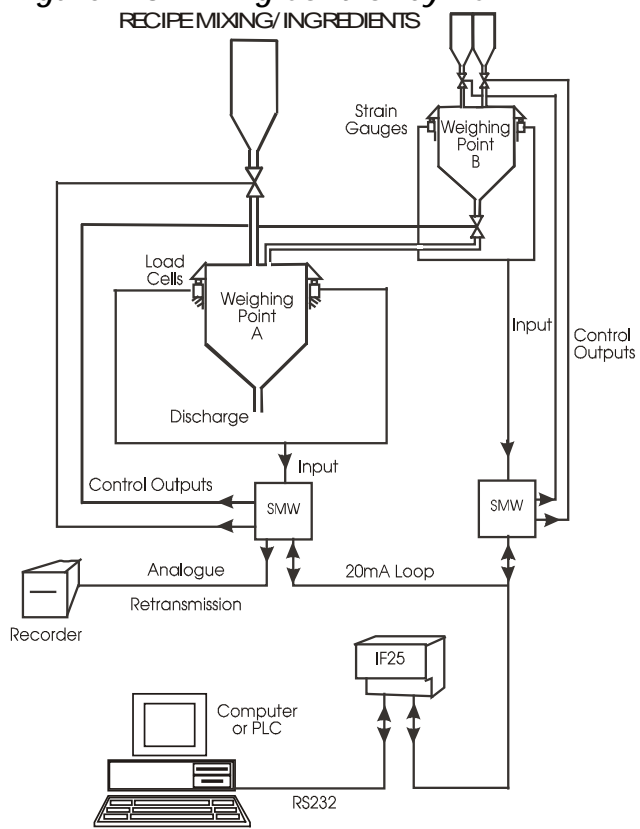 RECIPE MIXING/ INGREDIENTS
Strain
Gauges
Weighing
Point
B
Load
Cells
Weighing
Point
A
Input
Control
Outputs
Discharge
Input
Control Outputs
SMW
SMW
Analogue
20mA Loop
Retransmission
Recorder
IF25
Computer
or PLC
RS232